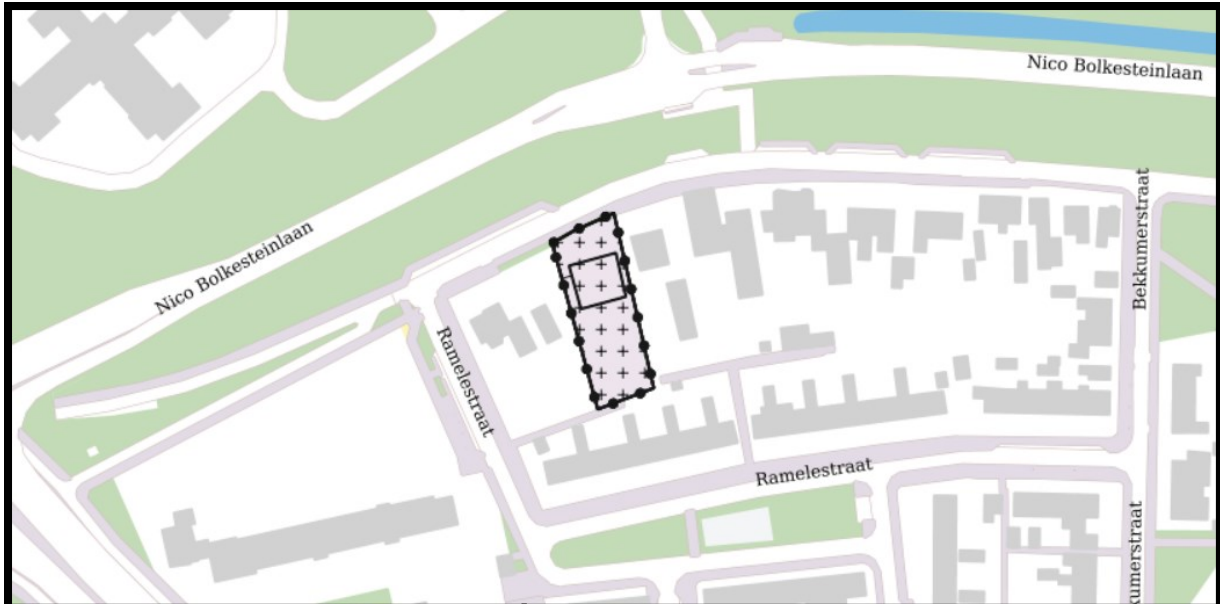 Nico Bolkesteinlaan
Bekkumerstraat
Nico Bolkesteinlaan
Ramelestraat
Ramelestraat
kumerstraat